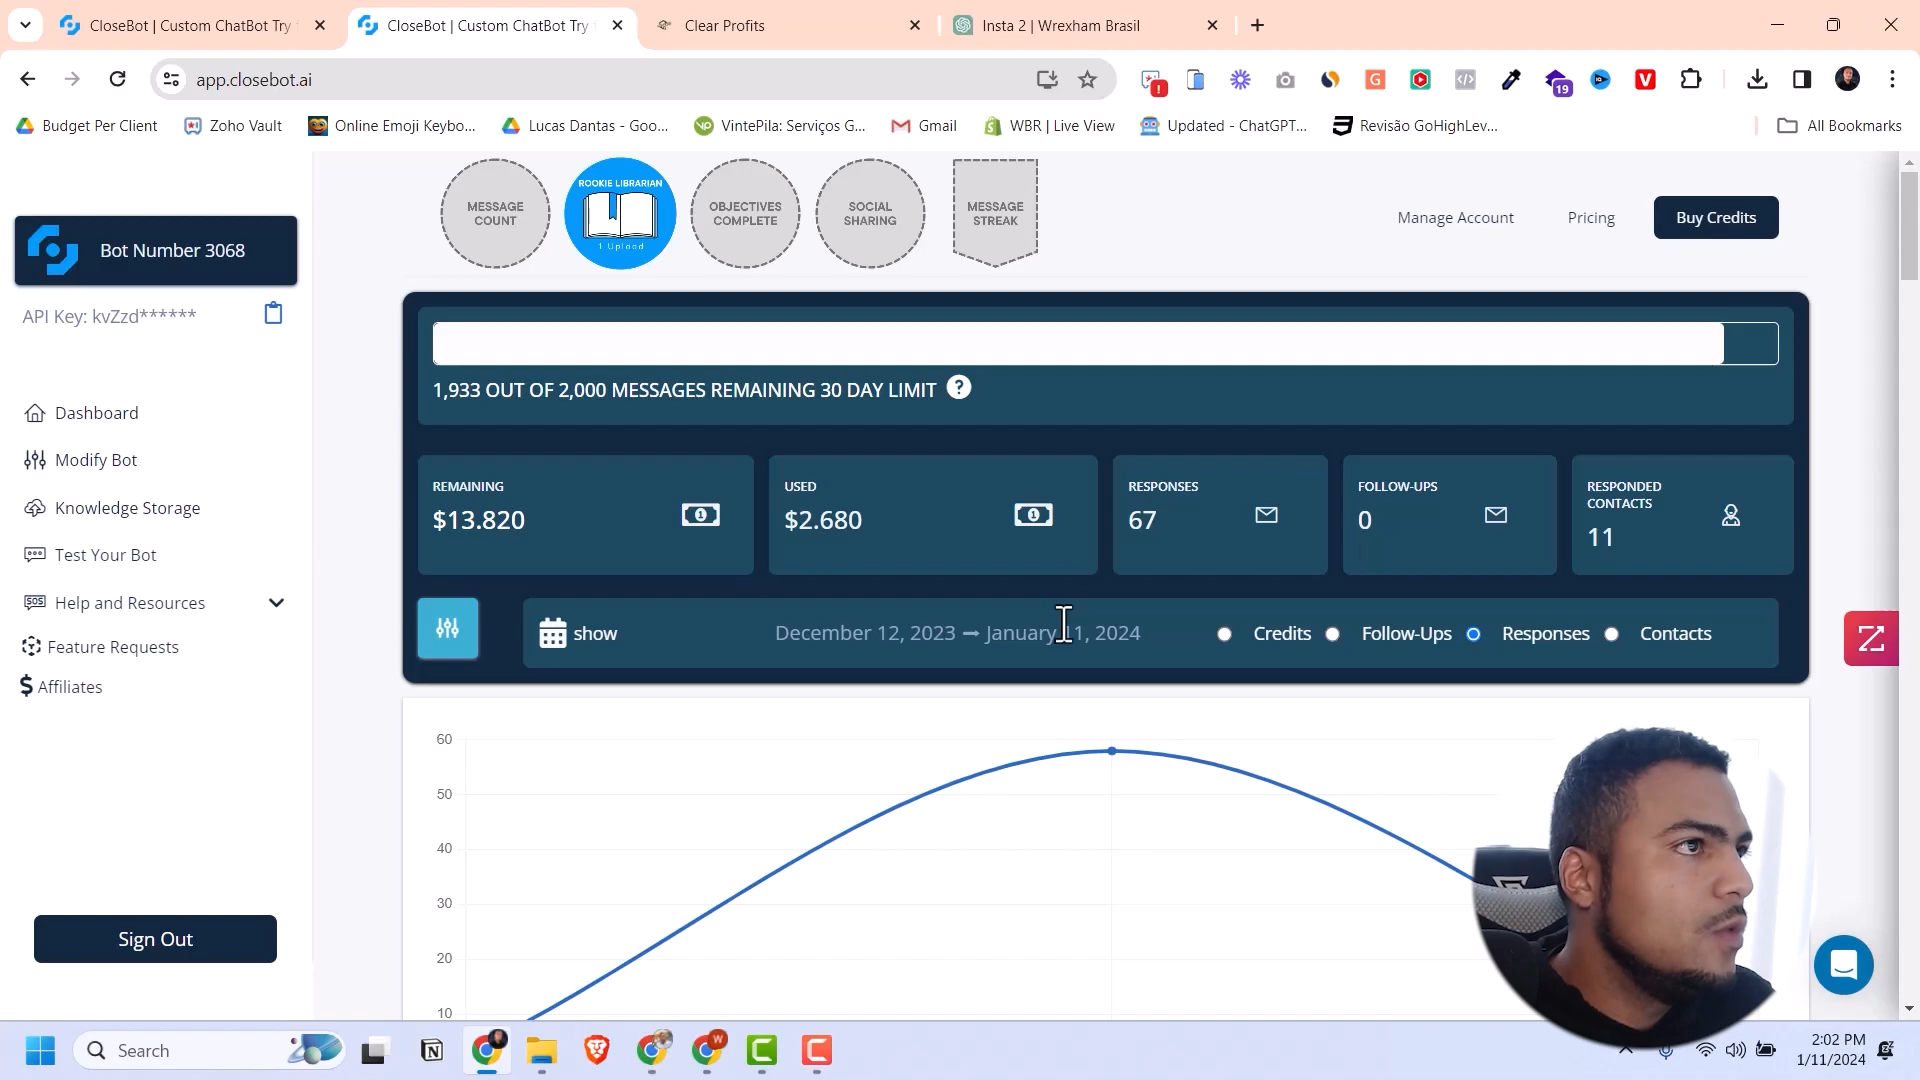 CloseBot | Custom ChatBot Try
CloseBot | Custom ChatBot Try
Clear Profits
Insta 2 | Wrexham Brasil
app.closebot.ai
19
Budget Per Client
Zoho Vault
Online Emoji Keybo...
Lucas Dantas - Goo...
VintePila: Serviços G...
Gmail
WBR | Live View
Updated - ChatGPT...
Revisão GoHighLev...
All Bookmarks
Bot Number 3068
API Key: kvZzd******
Dashboard
Modify Bot
Knowledge Storage
Test Your Bot
Help and Resources
Feature Requests
Affiliates
Sign Out
MESSAGE
COUNT
ROOKIE LIBRARIAN
1 Upload
OBJECTIVES
COMPLETE
SOCIAL
SHARING
MESSAGE
STREAK
Manage Account
Pricing
Buy Credits
1,933 OUT OF 2,000 MESSAGES REMAINING 30 DAY LIMIT ?
REMAINING
$13.820
USED
$2.680
RESPONSES
67
FOLLOW-UPS
0
RESPONDED
CONTACTS
11
show
December 12, 2023 → January 11, 2024
Credits
Follow-Ups
Responses
Contacts
60
50
40
30
20
10
Search
2:02 PM
1/11/2024